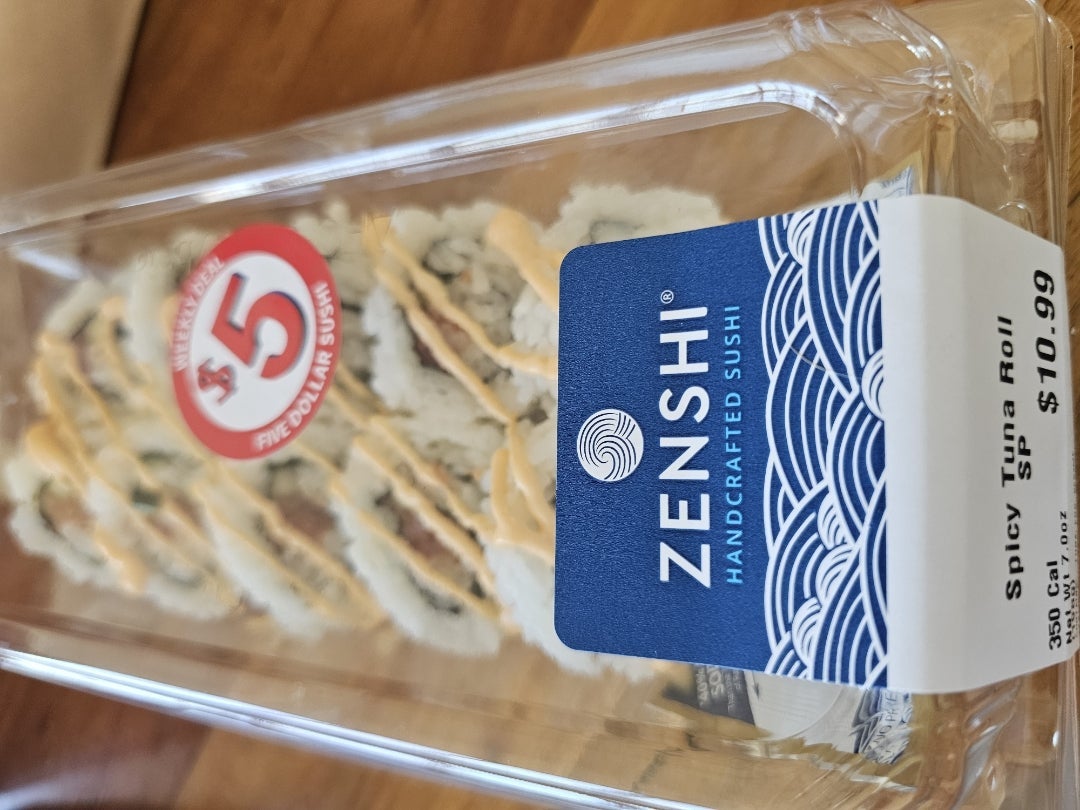 WEEKLY DEAL
$5
FIVE DOLLAR SUSHI
ZENSHI®
HANDCRAFTED SUSHI
Spicy Tuna Roll
SP
$10.99
350 Cal
Net Wt 7.0oz